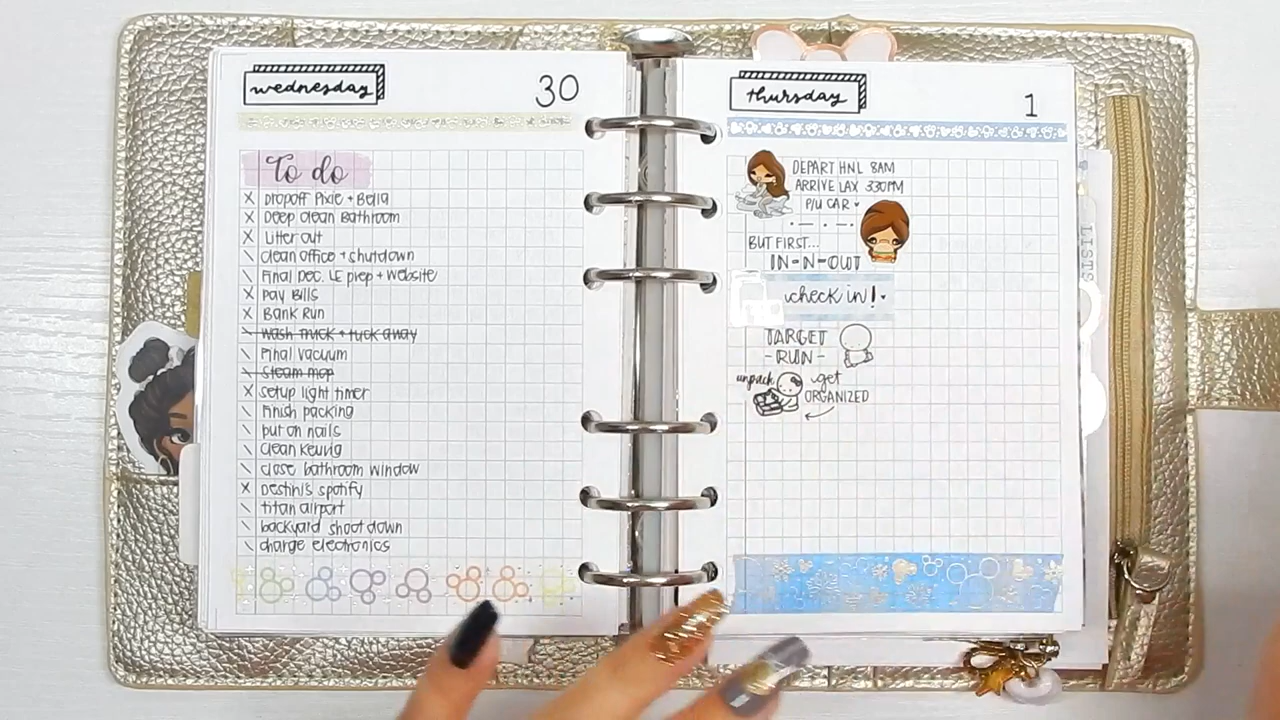 wednesday
30
To do
X Dropoff Pixie + Bella
X Deep clean Bathroom
X Litter out
\ clean office + shutdown
\ Final Dec. LE prep + website
X Pay Bills
X Bank Run
\ Wash truck + tuck away
\ Final vacuum
\ Steam mop
X setup light timer
\ Finish packing
\ put on nails
\ Clean Keurig
\ close bathroom window
X Destini's spotify
\ titan airport
\ backyard shoot down
\ charge electronics
thursday
1
DEPART HNL 8AM
ARRIVE LAX 330PM
P/U CAR
BUT FIRST...
IN-N-OUT
check in!
TARGET
-RUN-
unpack + get
ORGANIZED
LISTS